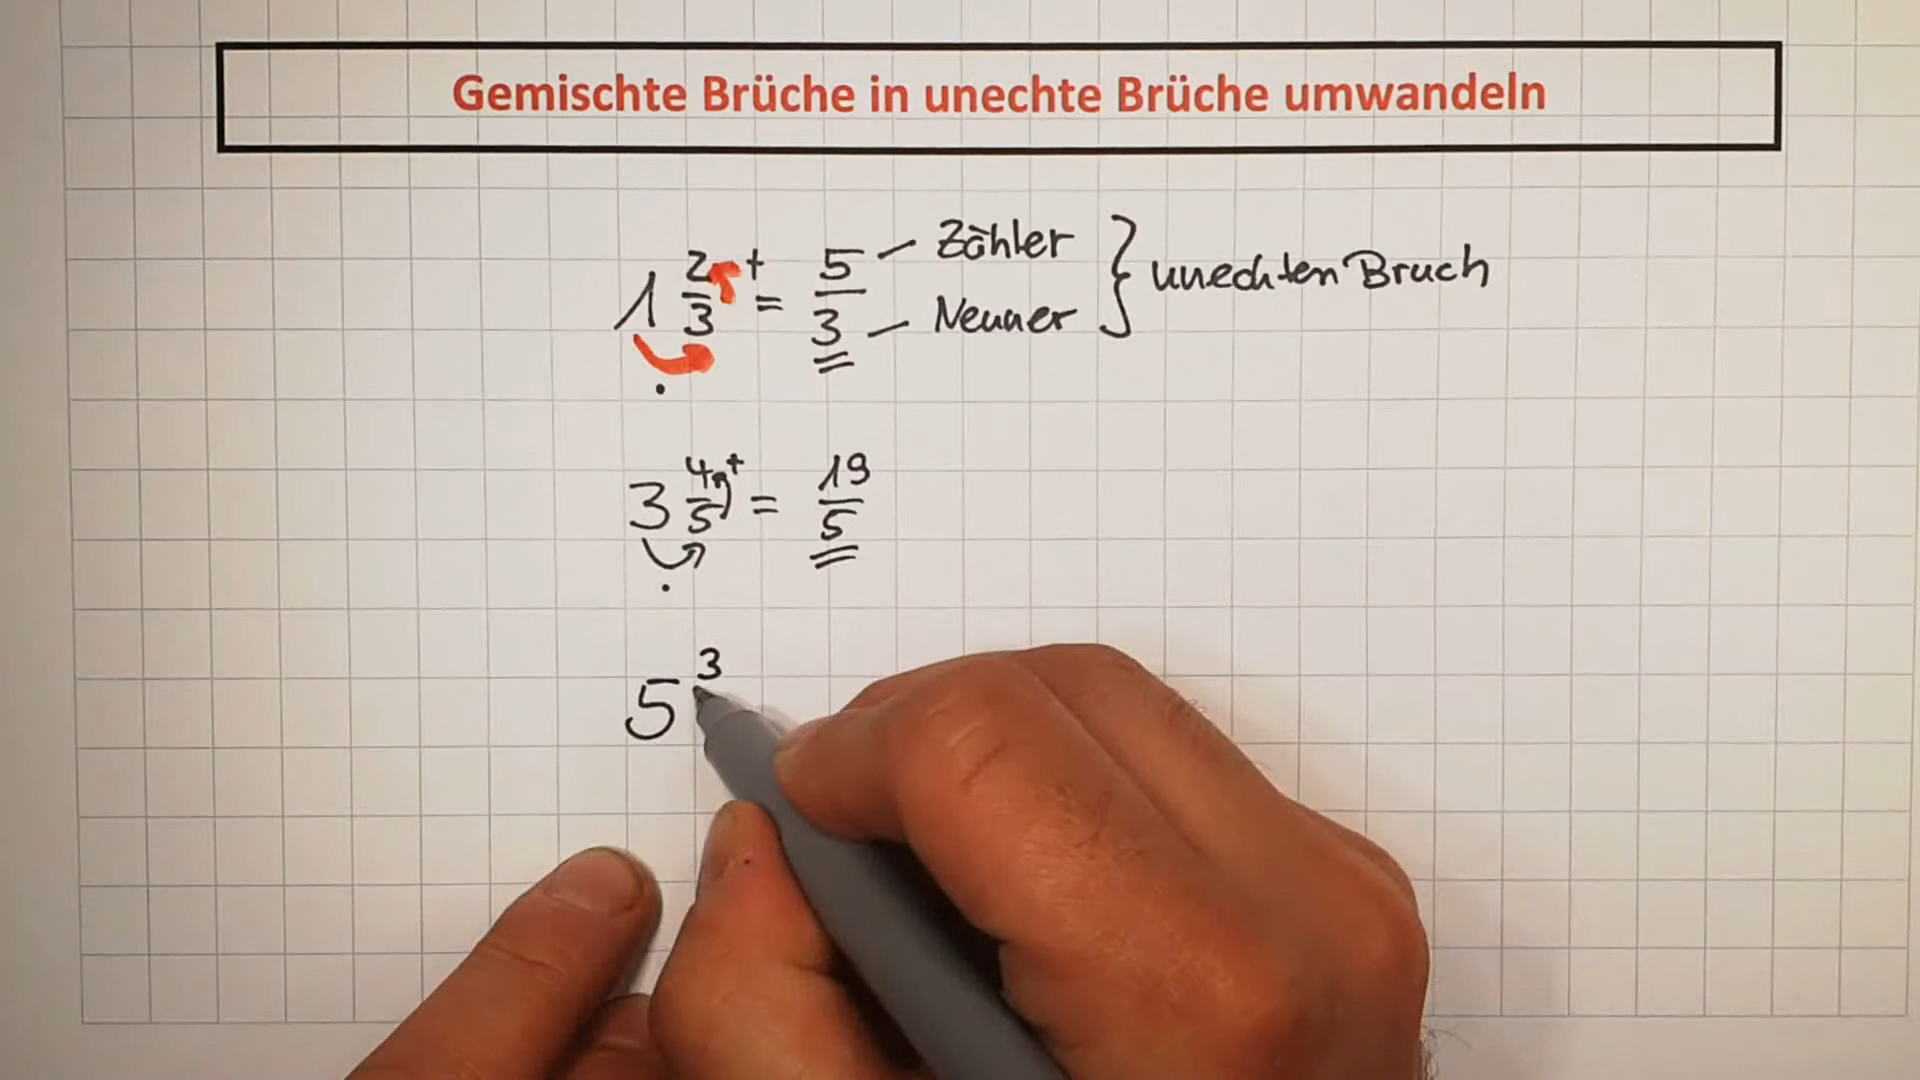 Gemischte Brüche in unechte Brüche umwandeln
1 2/3 + = 5/3 – Zähler – Nenner } unechten Bruch
·
3 4/5 + = 19/5
·
5 3